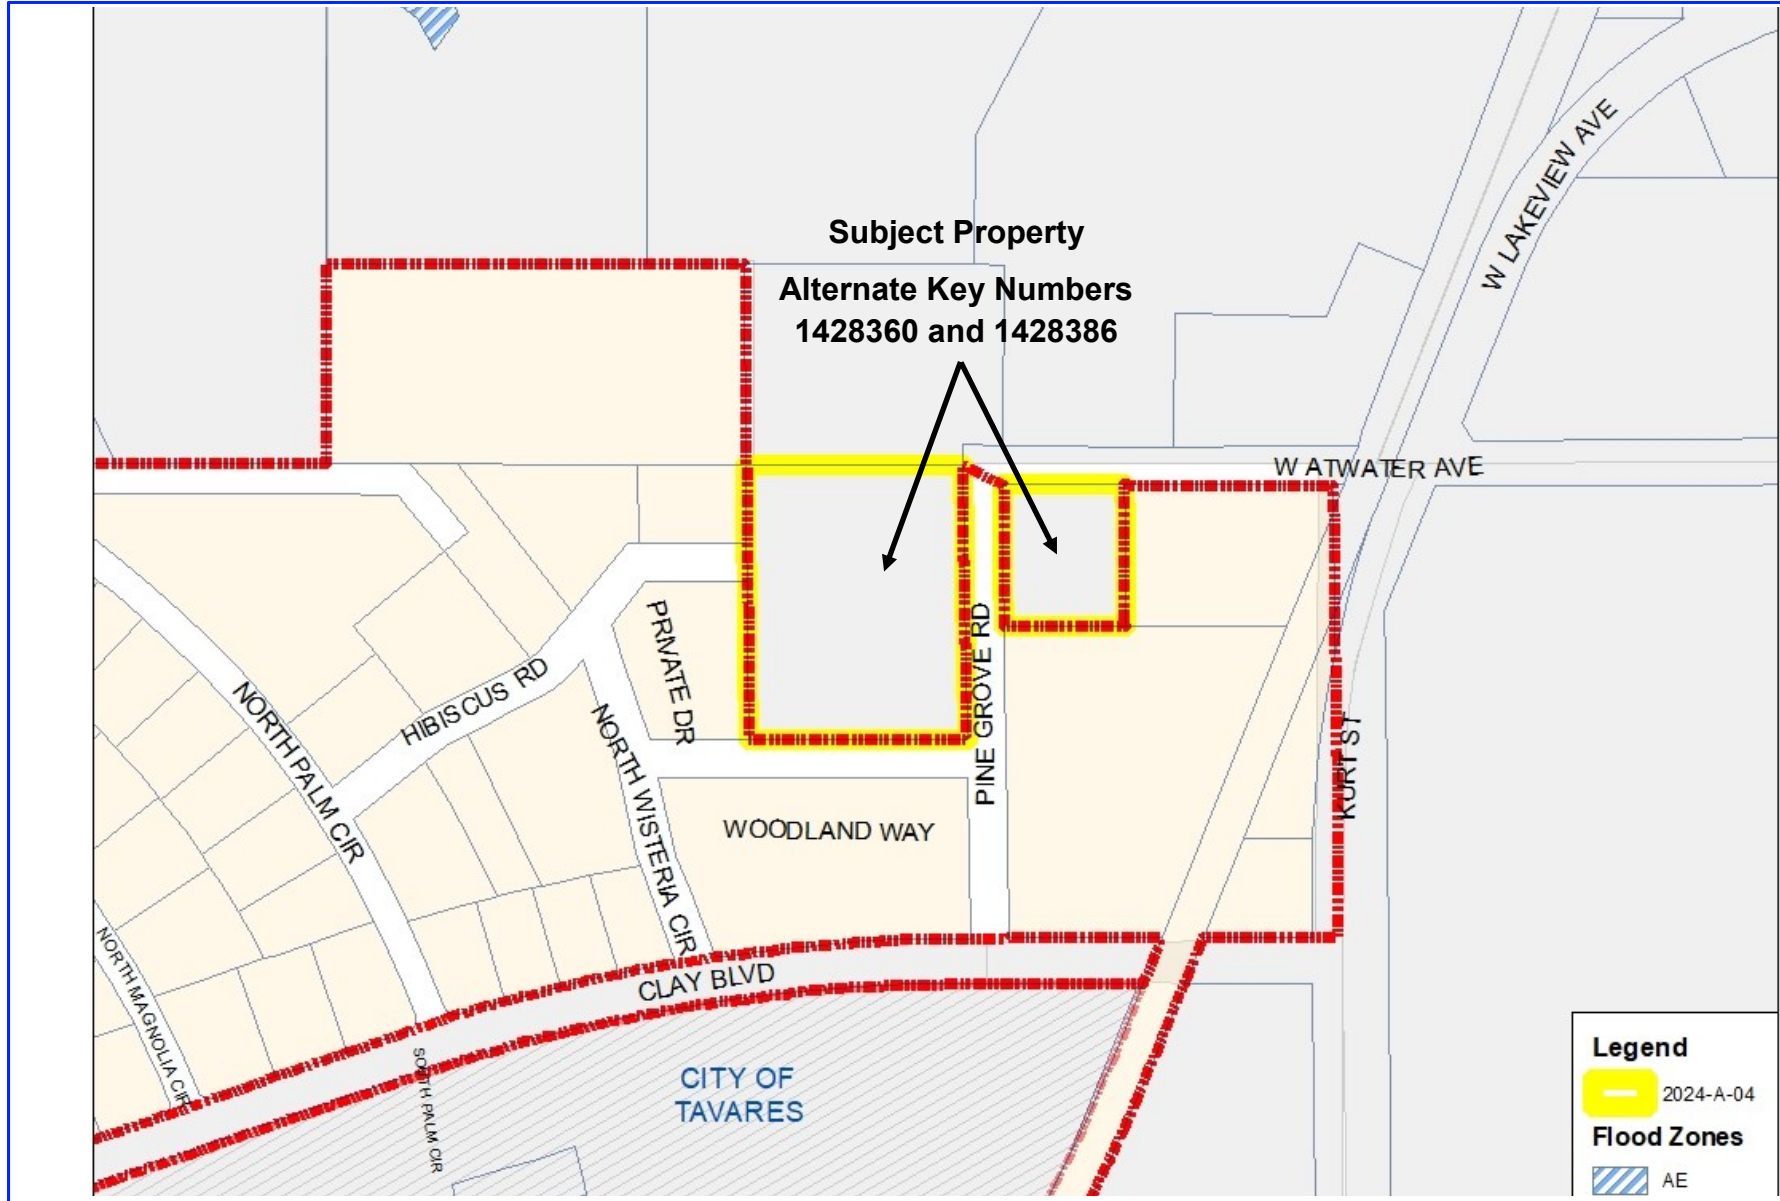 Subject Property
Alternate Key Numbers
1428360 and 1428386
W LAKEVIEW AVE
W ATWATER AVE
PRIVATE DR
PINE GROVE RD
HIBISCUS RD
NORTH PALM CIR
NORTH WISTERIA CIR
KURT ST
WOODLAND WAY
NORTH MAGNOLIA CIR
CLAY BLVD
SOUTH PALM CIR
CITY OF
TAVARES
Legend
2024-A-04
Flood Zones
AE